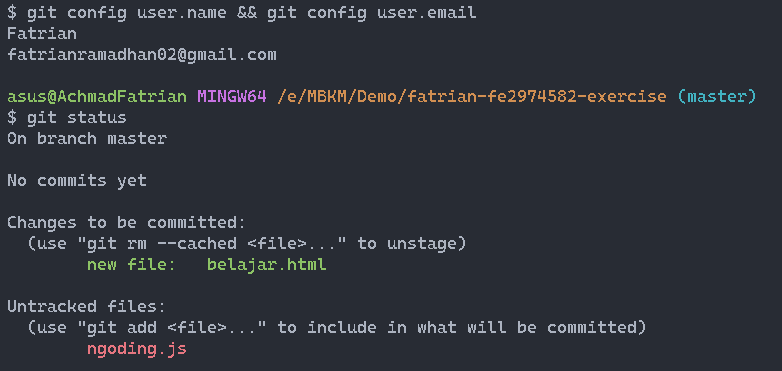 $ git config user.name && git config user.email
Fatrian
fatrianramadhan02@gmail.com
asus@AchmadFatrian MINGW64 /e/MBKM/Demo/fatrian-fe2974582-exercise (master)
$ git status
On branch master
No commits yet
Changes to be committed:
(use "git rm --cached <file>..." to unstage)
new file: belajar.html
Untracked files:
(use "git add <file>..." to include in what will be committed)
ngoding.js